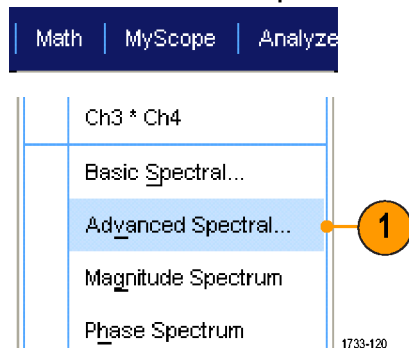 Math | MyScope | Analyze
Ch3 * Ch4
Basic Spectral...
Advanced Spectral...
1
Magnitude Spectrum
Phase Spectrum
1733-120